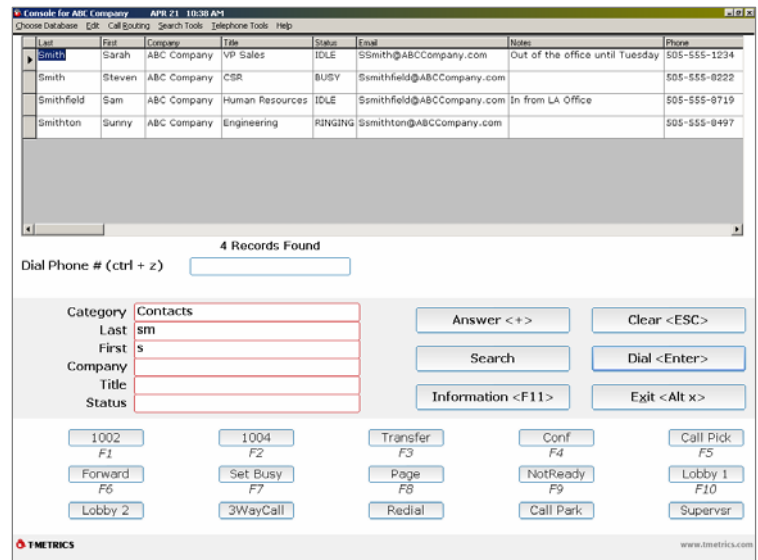 Console for ABC Company APR 21 10:38 AM
Choose Database Edit Call Routing Search Tools Telephone Tools Help
Last First Company Title Status Email Notes Phone
Smith Sarah ABC Company VP Sales IDLE SSmith@ABCCompany.com Out of the office until Tuesday 505-555-1234
Smith Steven ABC Company CSR BUSY Ssmithfield@ABCCompany.com 505-555-8222
Smithfield Sam ABC Company Human Resources IDLE Ssmithfield@ABCCompany.com In from LA Office 505-555-8719
Smithton Sunny ABC Company Engineering RINGING Ssmithton@ABCCompany.com 505-555-8497
4 Records Found
Dial Phone # (ctrl + z)
Category Contacts
Last sm
First s
Company
Title
Status
Answer <+> Clear <ESC>
Search Dial <Enter>
Information <F11> Exit <Alt x>
1002 1004 Transfer Conf Call Pick
F1 F2 F3 F4 F5
Forward Set Busy Page NotReady Lobby 1
F6 F7 F8 F9 F10
Lobby 2 3WayCall Redial Call Park Supervsr
TMETRICS www.tmetrics.com